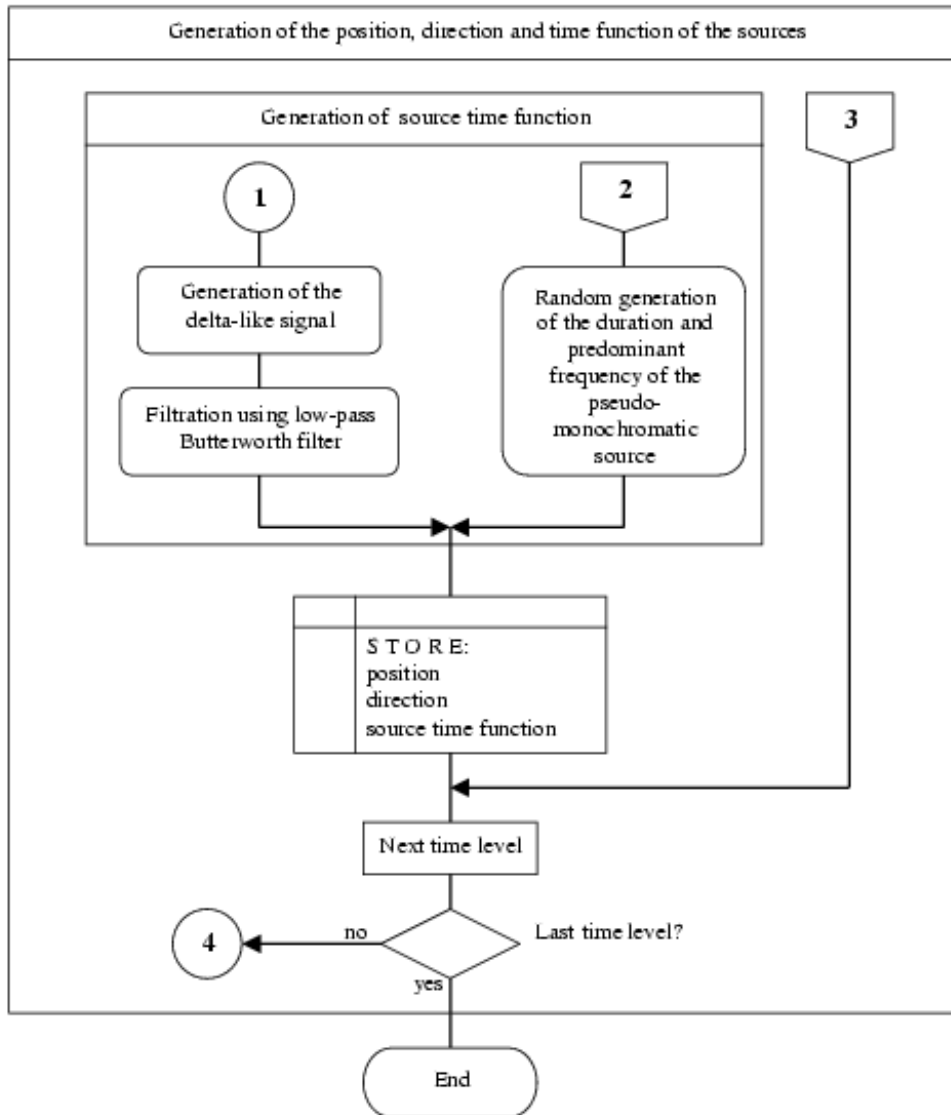 Generation of the position, direction and time function of the sources
Generation of source time function
3
1
2
Generation of the
delta-like signal
Filtration using low-pass
Butterworth filter
Random generation
of the duration and
predominant
frequency of the
pseudo-
monochromatic
source
S T O R E:
position
direction
source time function
Next time level
4
no
Last time level?
yes
End